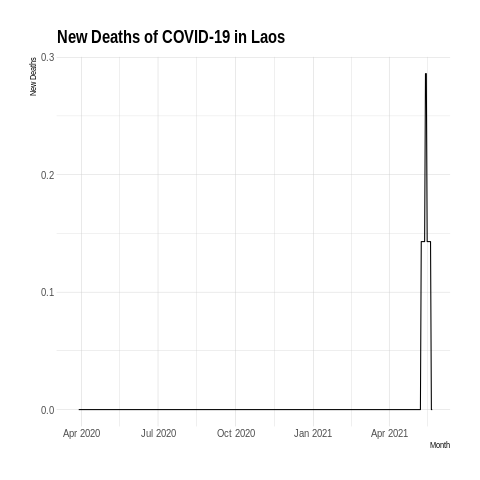 New Deaths of COVID-19 in Laos
New Deaths
0.3
0.2
0.1
0.0
Apr 2020 Jul 2020 Oct 2020 Jan 2021 Apr 2021
Month